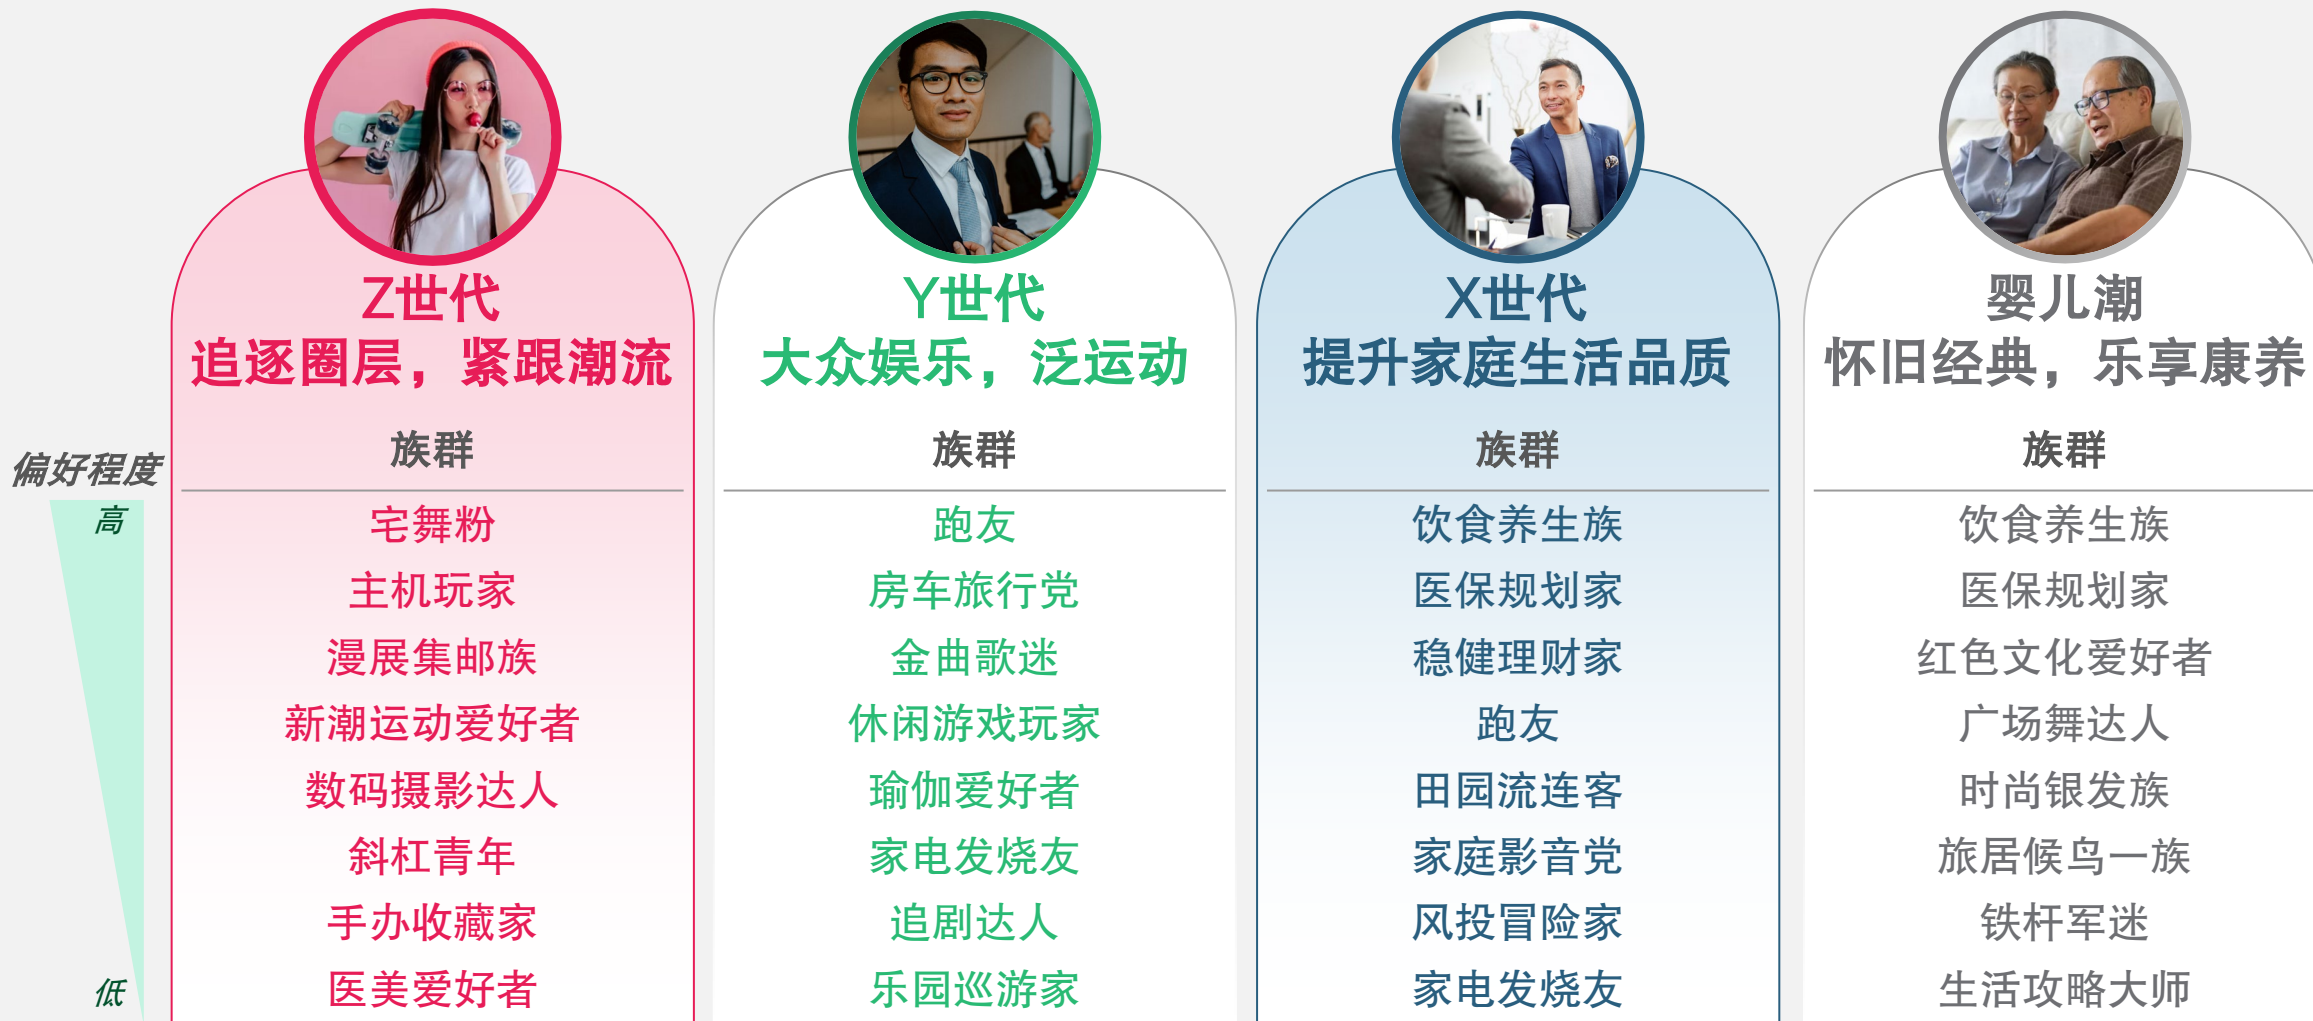 Z世代
追逐圈层，紧跟潮流
族群
宅舞粉
主机玩家
漫展集邮族
新潮运动爱好者
数码摄影达人
斜杠青年
手办收藏家
医美爱好者
Y世代
大众娱乐，泛运动
族群
跑友
房车旅行党
金曲歌迷
休闲游戏玩家
瑜伽爱好者
家电发烧友
追剧达人
乐园巡游家
X世代
提升家庭生活品质
族群
饮食养生族
医保规划家
稳健理财家
跑友
田园流连客
家庭影音党
风投冒险家
家电发烧友
婴儿潮
怀旧经典，乐享康养
族群
饮食养生族
医保规划家
红色文化爱好者
广场舞达人
时尚银发族
旅居候鸟一族
铁杆军迷
生活攻略大师
偏好程度
高
低